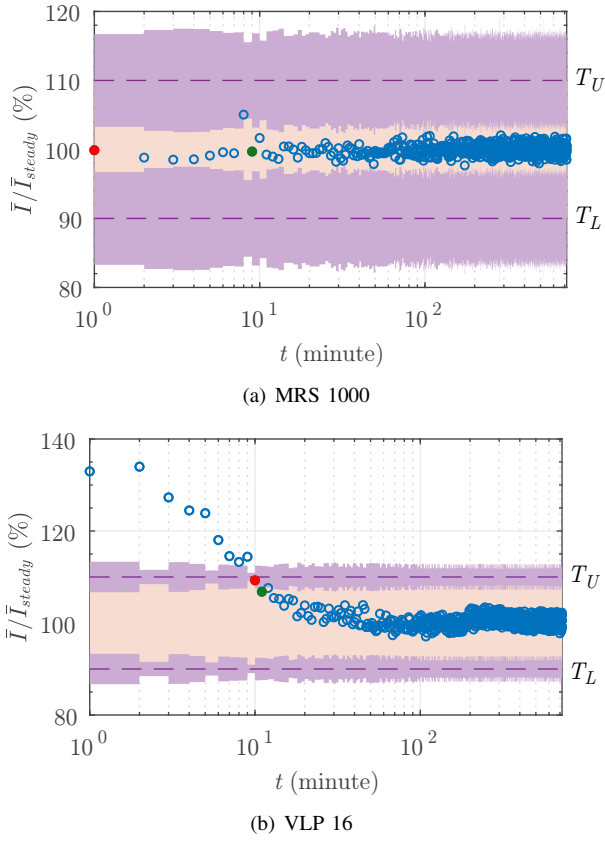 120
110
100
90
80
Ī/Ī_steady (%)
T_U
T_L
10^0
10^1
10^2
t (minute)
(a) MRS 1000
140
120
100
80
Ī/Ī_steady (%)
T_U
T_L
10^0
10^1
10^2
t (minute)
(b) VLP 16